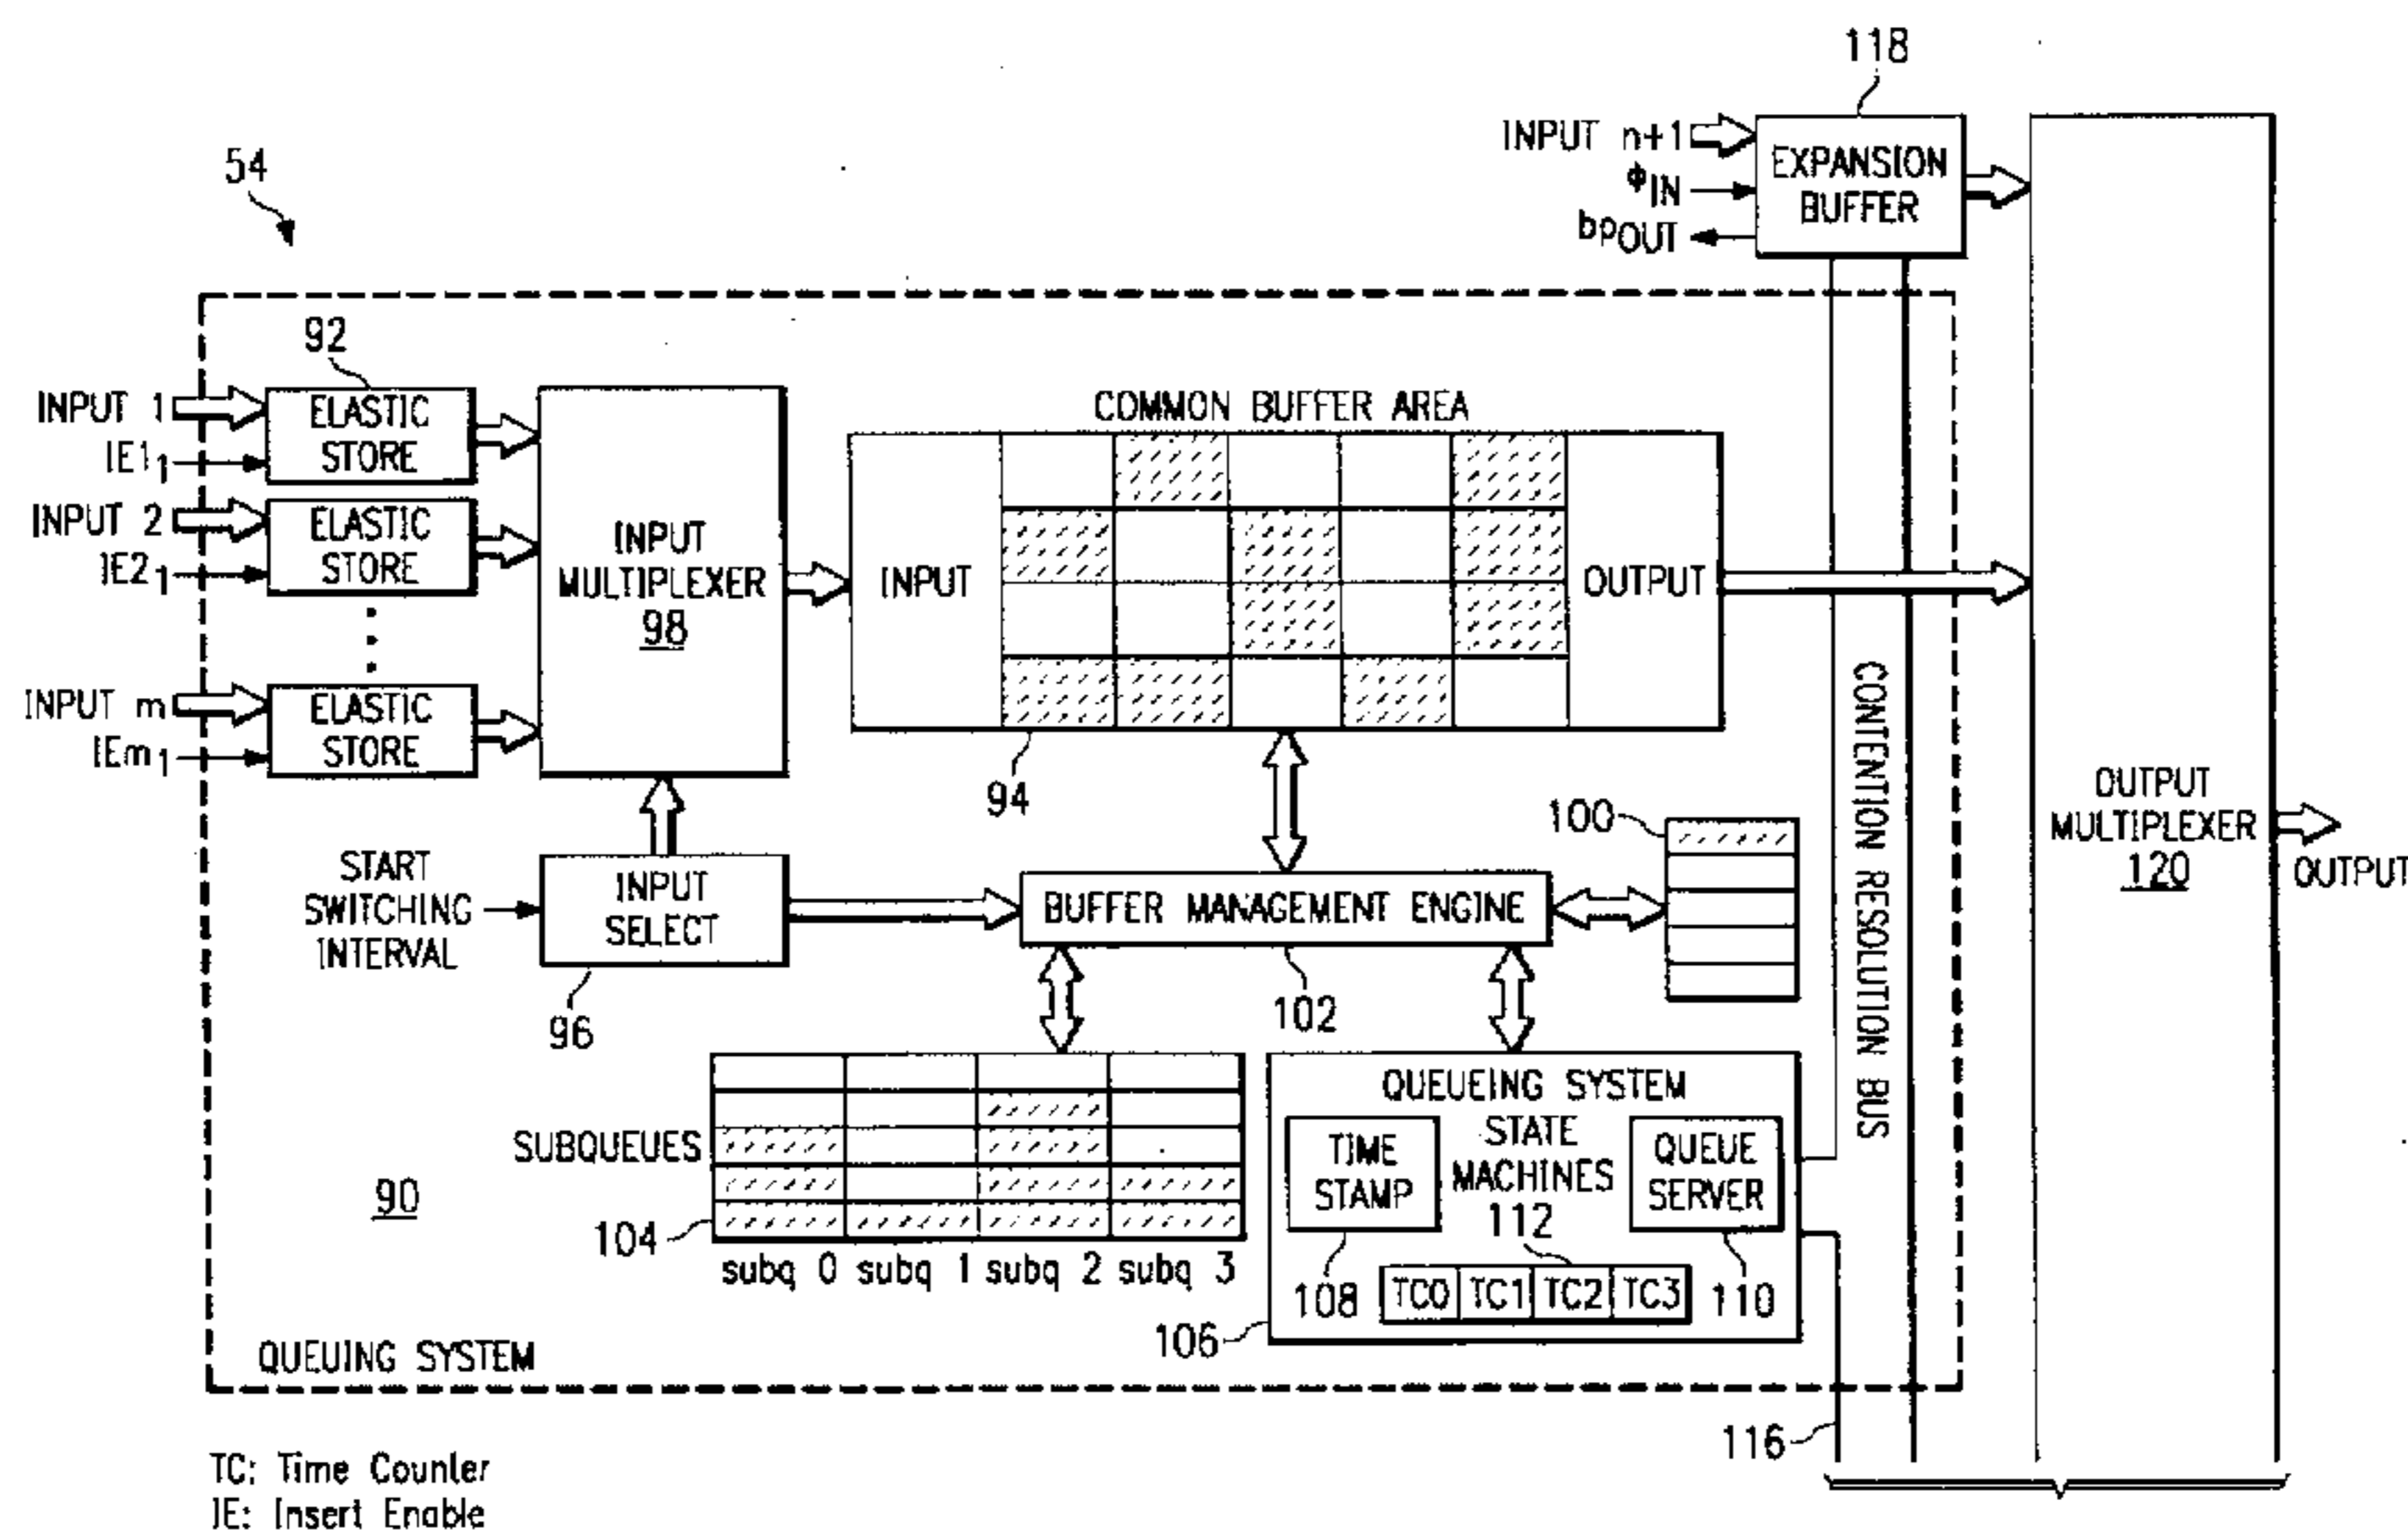 118
INPUT n+1
ΦIN
bpOUT
EXPANSION
BUFFER
54
92
INPUT 1
IE1₁
ELASTIC
STORE
INPUT 2
IE2₁
ELASTIC
STORE
INPUT m
IEm₁
ELASTIC
STORE
INPUT
MULTIPLEXER
98
COMMON BUFFER AREA
INPUT
OUTPUT
94
CONTENTION RESOLUTION BUS
OUTPUT
MULTIPLEXER
120
OUTPUT
START
SWITCHING
INTERVAL
INPUT
SELECT
96
BUFFER MANAGEMENT ENGINE
102
100
SUBQUEUES
90
104
subq 0 subq 1 subq 2 subq 3
QUEUEING SYSTEM
STATE
MACHINES
112
TIME
STAMP
108
QUEUE
SERVER
110
TC0 TC1 TC2 TC3
106
QUEUING SYSTEM
116
TC: Time Counter
IE: Insert Enable